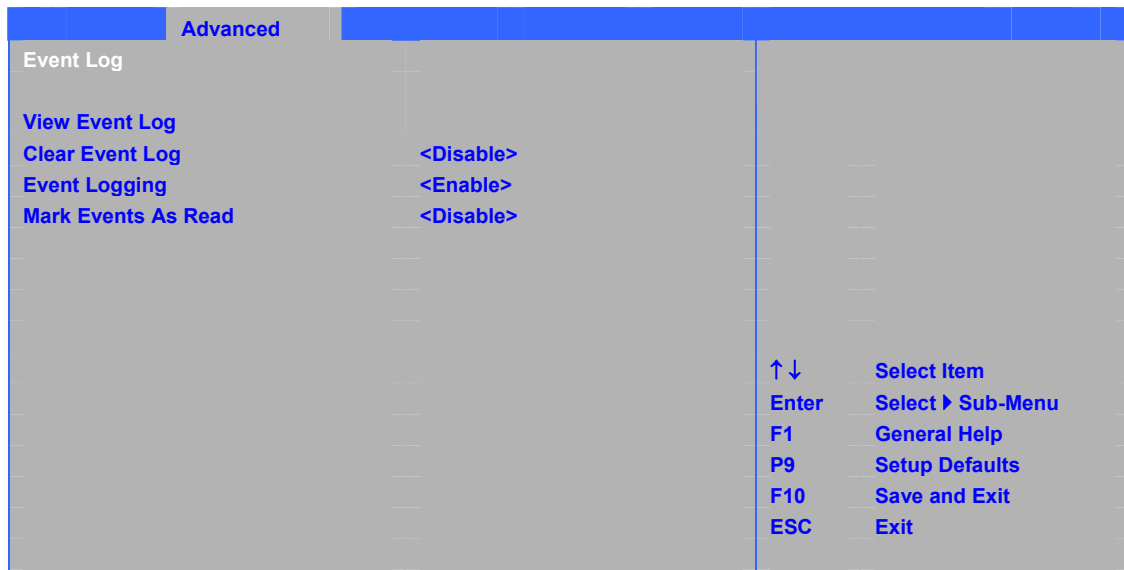 Advanced
Event Log
View Event Log
Clear Event Log <Disable>
Event Logging <Enable>
Mark Events As Read <Disable>
↑↓ Select Item
Enter Select ▶ Sub-Menu
F1 General Help
P9 Setup Defaults
F10 Save and Exit
ESC Exit